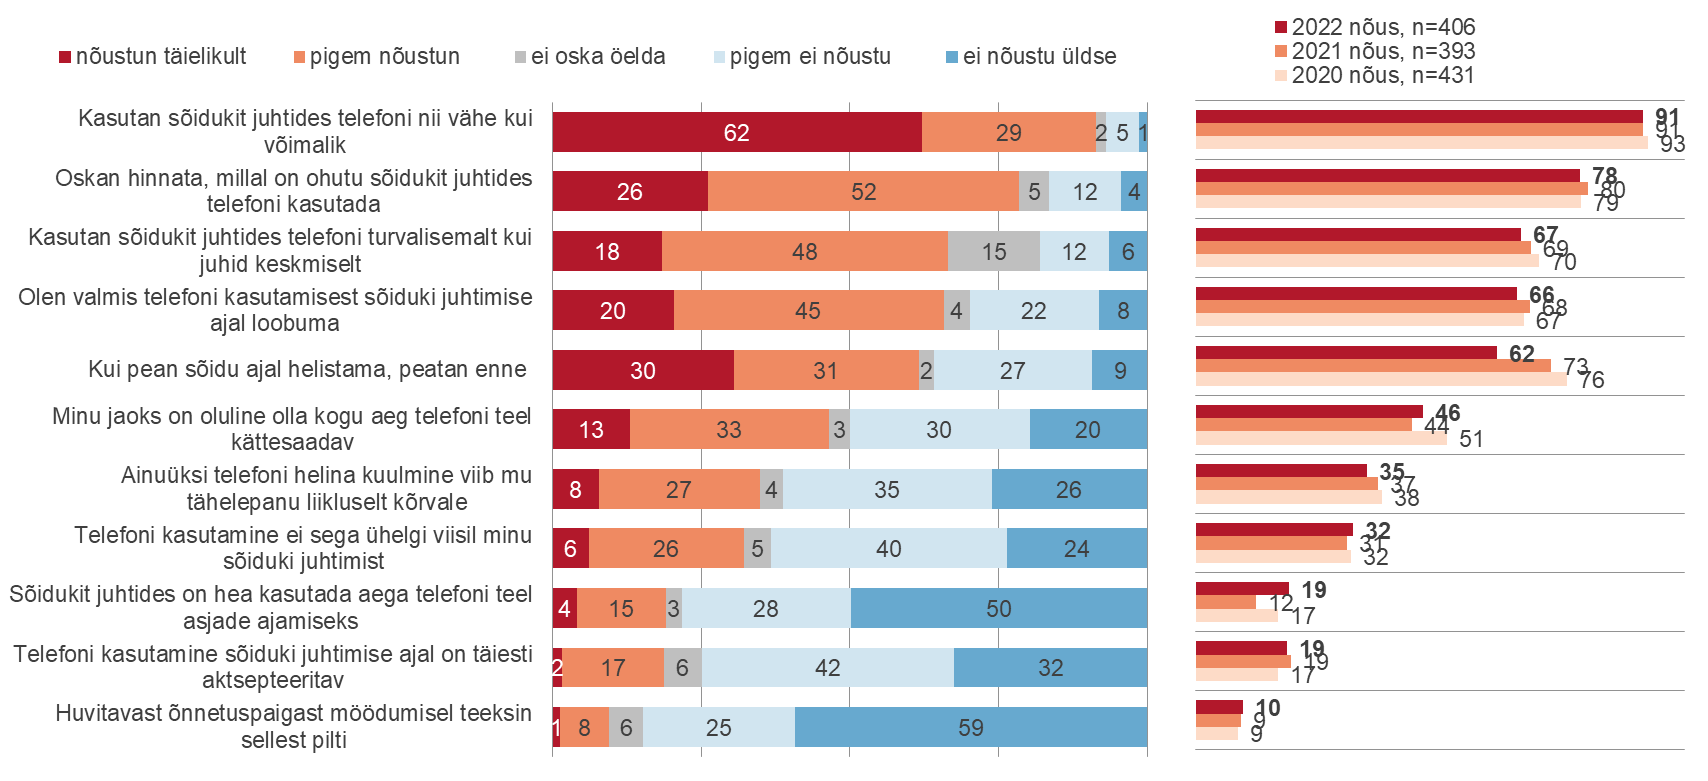 nõustun täielikult pigem nõustun ei oska öelda pigem ei nõustu ei nõustu üldse
2022 nõus, n=406
2021 nõus, n=393
2020 nõus, n=431
Kasutan sõidukit juhtides telefoni nii vähe kui
võimalik
62 29 2 5 1
91
91
93
Oskan hinnata, millal on ohutu sõidukit juhtides
telefoni kasutada
26 52 5 12 4
78
80
79
Kasutan sõidukit juhtides telefoni turvalisemalt kui
juhid keskmiselt
18 48 15 12 6
67
69
70
Olen valmis telefoni kasutamisest sõiduki juhtimise
ajal loobuma
20 45 4 22 8
66
68
67
Kui pean sõidu ajal helistama, peatan enne
30 31 2 27 9
62
73
76
Minu jaoks on oluline olla kogu aeg telefoni teel
kättesaadav
13 33 3 30 20
46
44
51
Ainuüksi telefoni helina kuulmine viib mu
tähelepanu liikluselt kõrvale
8 27 4 35 26
35
37
38
Telefoni kasutamine ei sega ühelgi viisil minu
sõiduki juhtimist
6 26 5 40 24
32
31
32
Sõidukit juhtides on hea kasutada aega telefoni teel
asjade ajamiseks
4 15 3 28 50
19
12
17
Telefoni kasutamine sõiduki juhtimise ajal on täiesti
aktsepteeritav
2 17 6 42 32
19
19
17
Huvitavast õnnetuspaigast möödumisel teeksin
sellest pilti
1 8 6 25 59
10
9
9